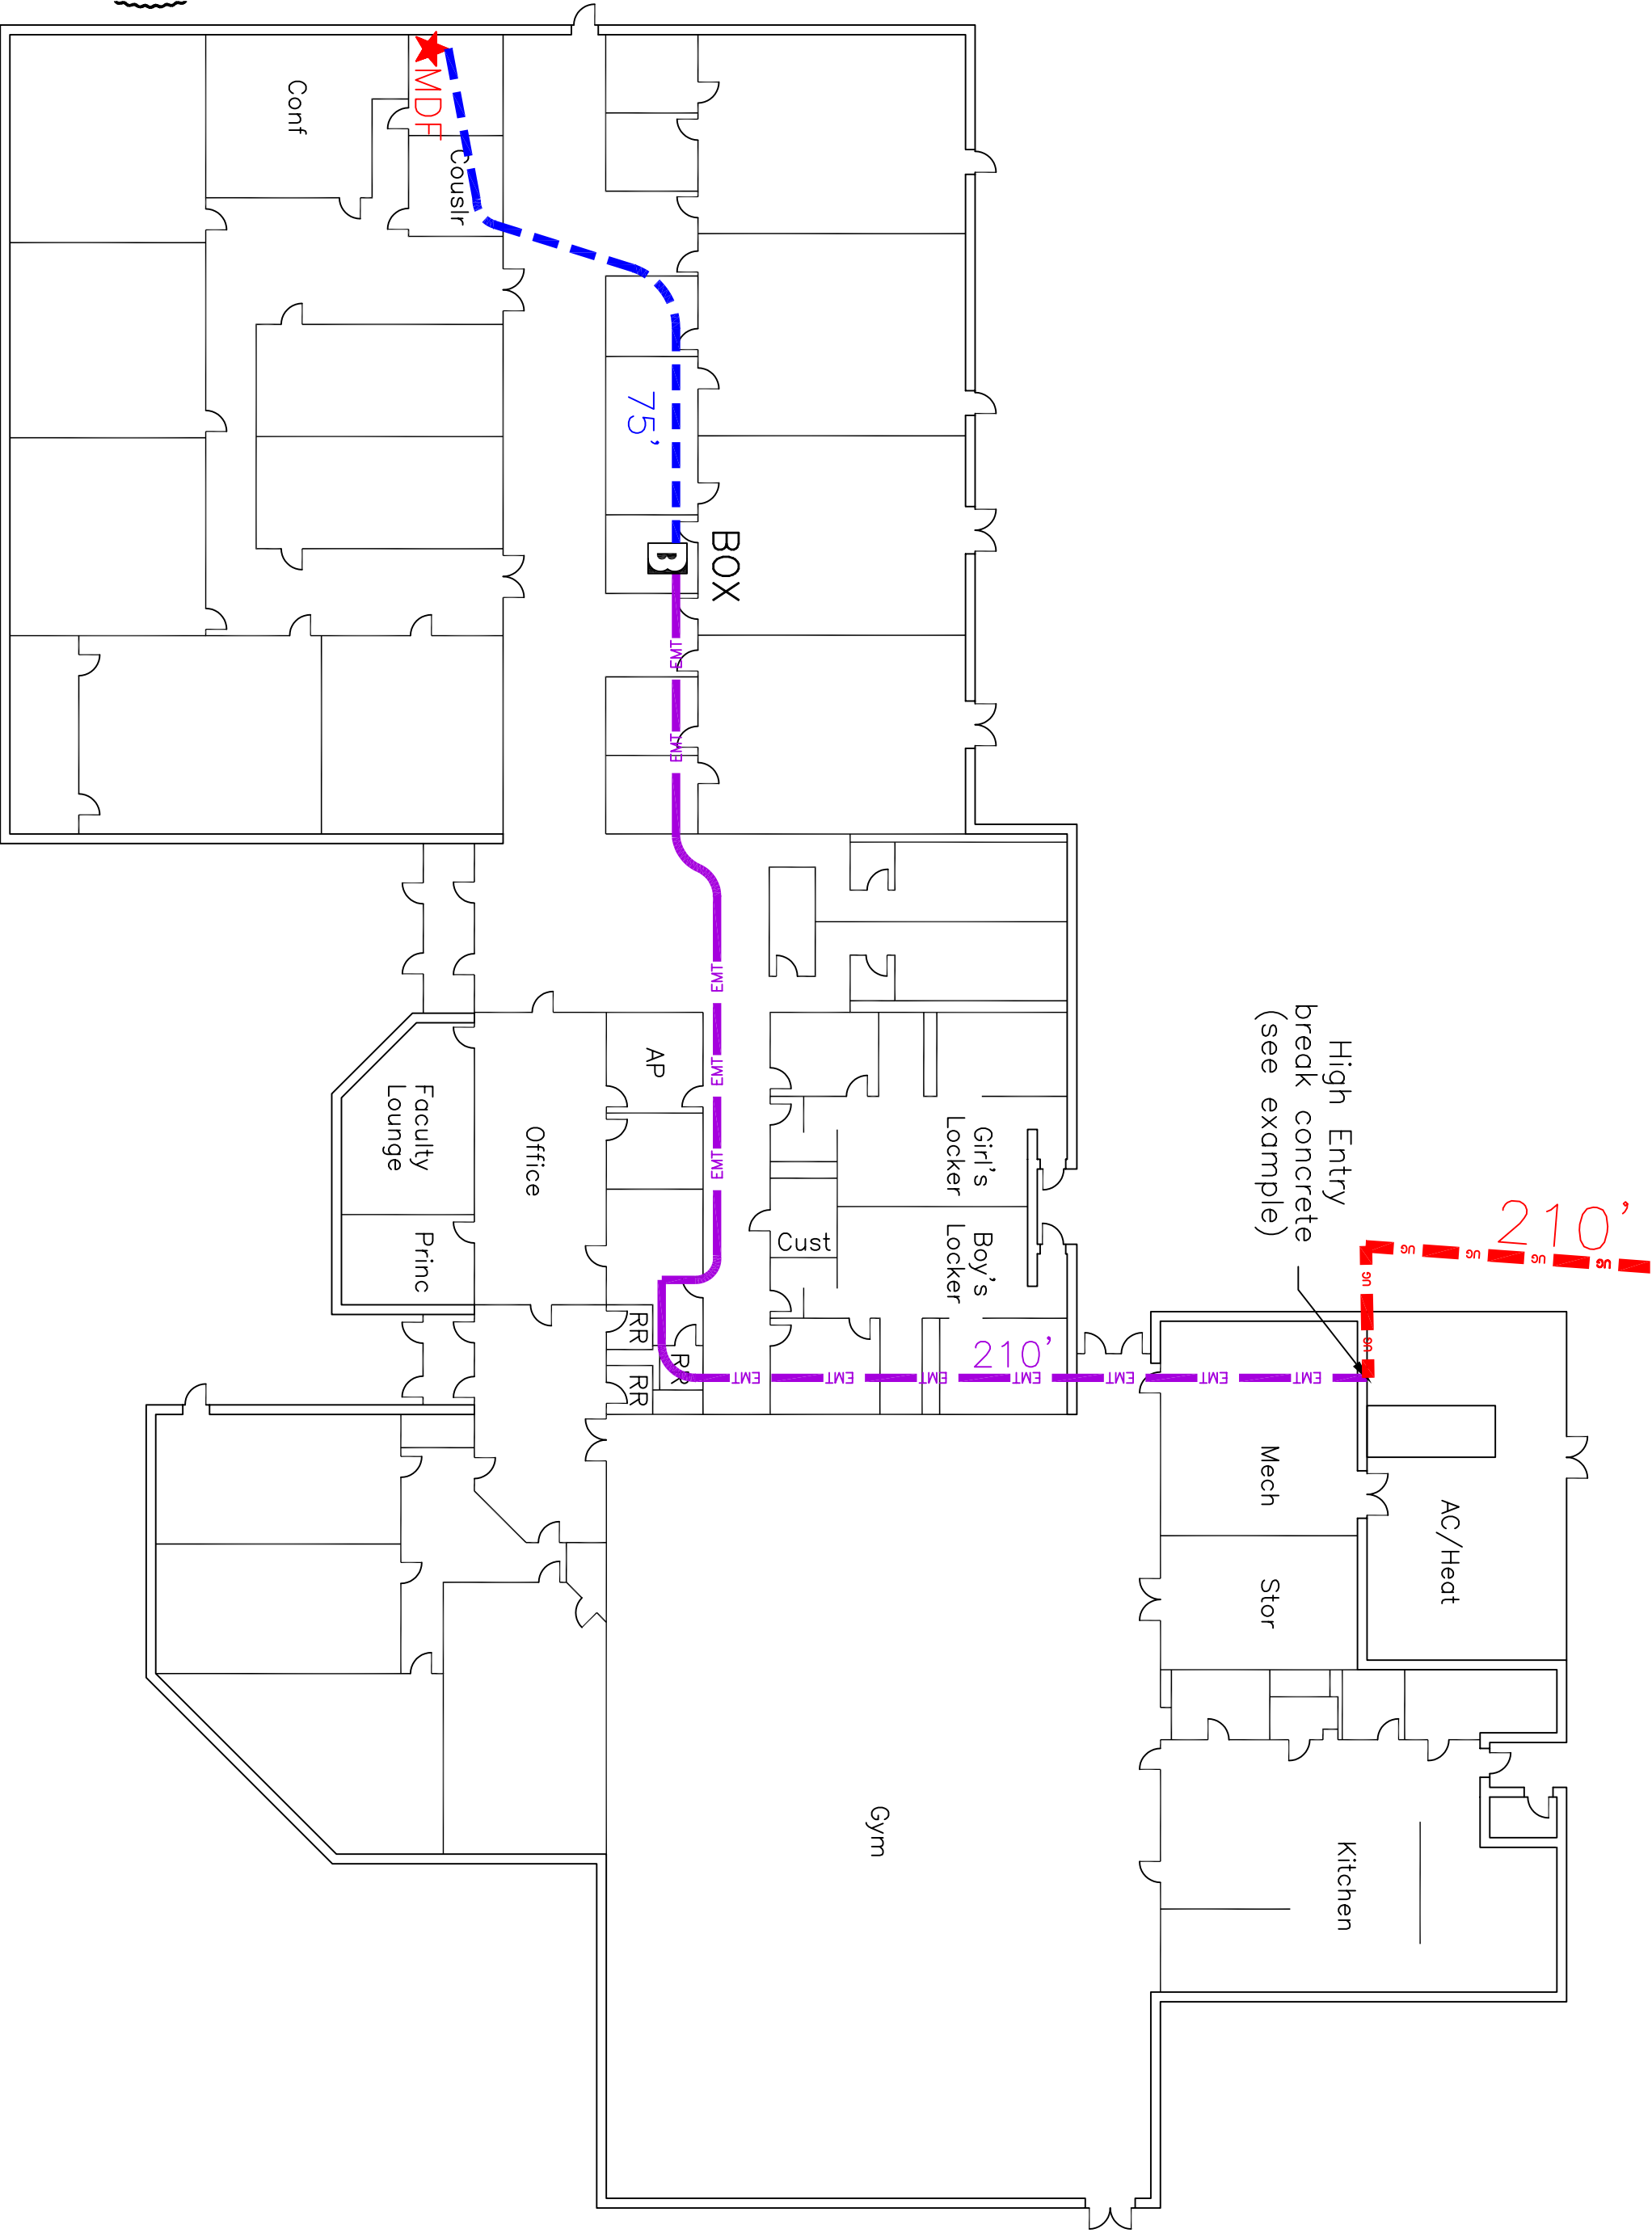 MDF
Conf
Couslr
75'
BOX
B
EMT
EMT
EMT
EMT
EMT
AP
Office
Faculty
Lounge
Princ
RR
RR
RR
Cust
Girl's
Locker
Boy's
Locker
210'
EMT
EMT
EMT
EMT
EMT
EMT
EMT
High Entry
break concrete
(see example)
210'
UG
UG
UG
UG
UG
UG
Mech
Stor
AC/Heat
Gym
Kitchen